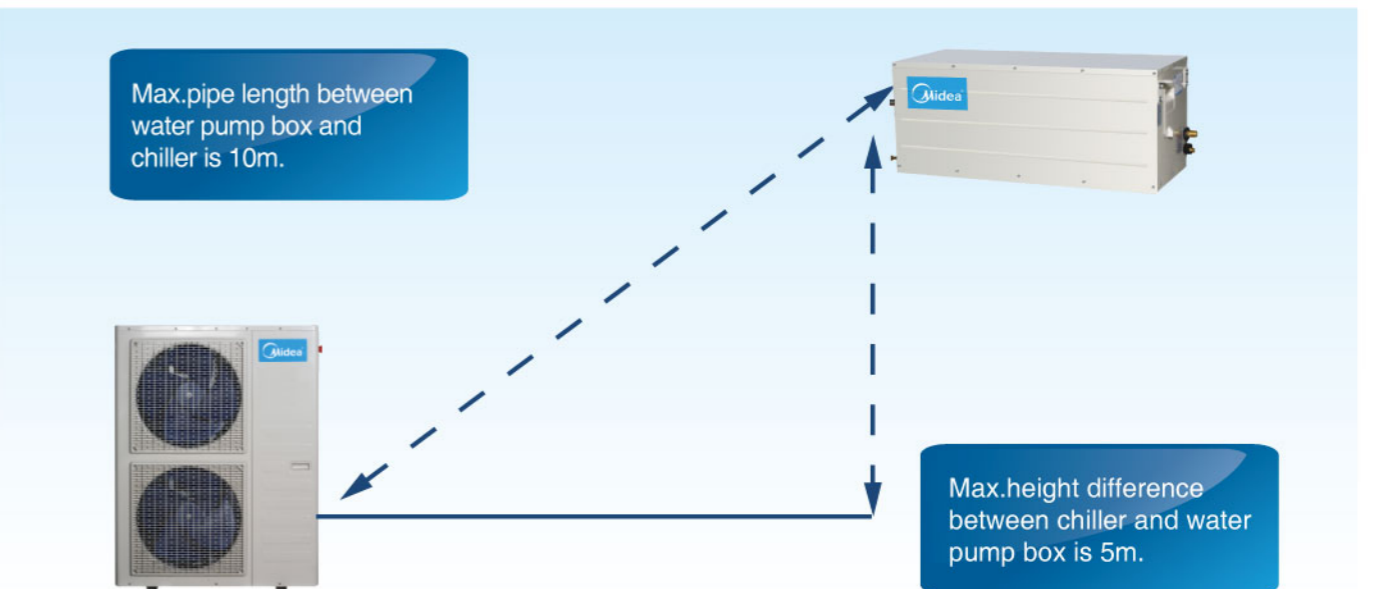 Max.pipe length between
water pump box and
chiller is 10m.
Midea
Midea
Max.height difference
between chiller and water
pump box is 5m.